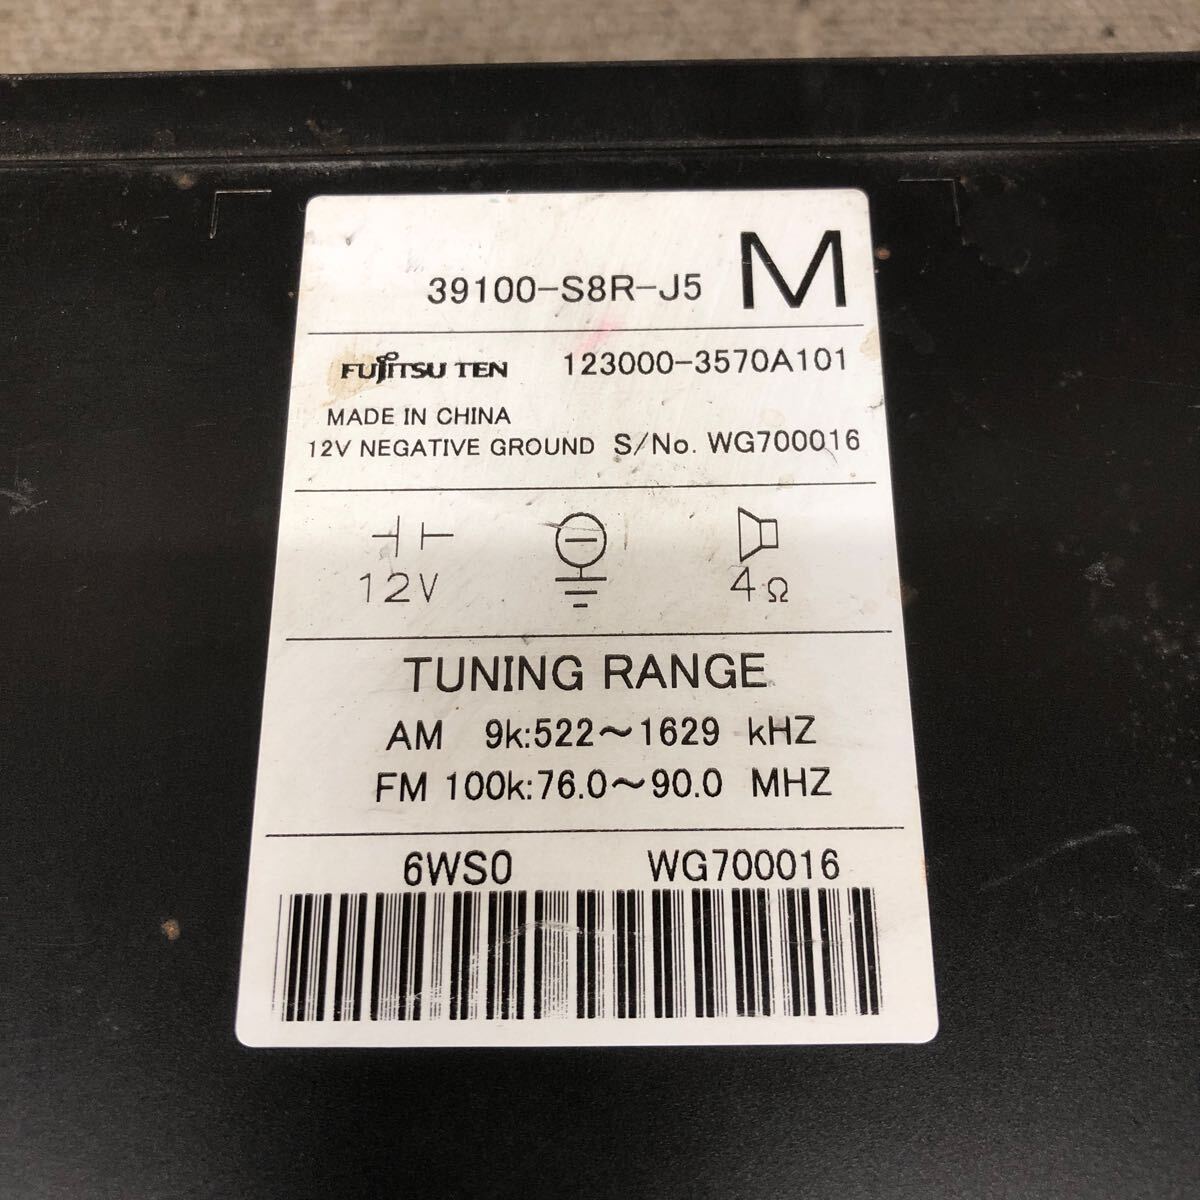 39100-S8R-J5 M
FUJITSU TEN 123000-3570A101
MADE IN CHINA
12V NEGATIVE GROUND S/No. WG700016
12V 4Ω
TUNING RANGE
AM 9k:522～1629 kHZ
FM 100k:76.0～90.0 MHZ
6WS0 WG700016